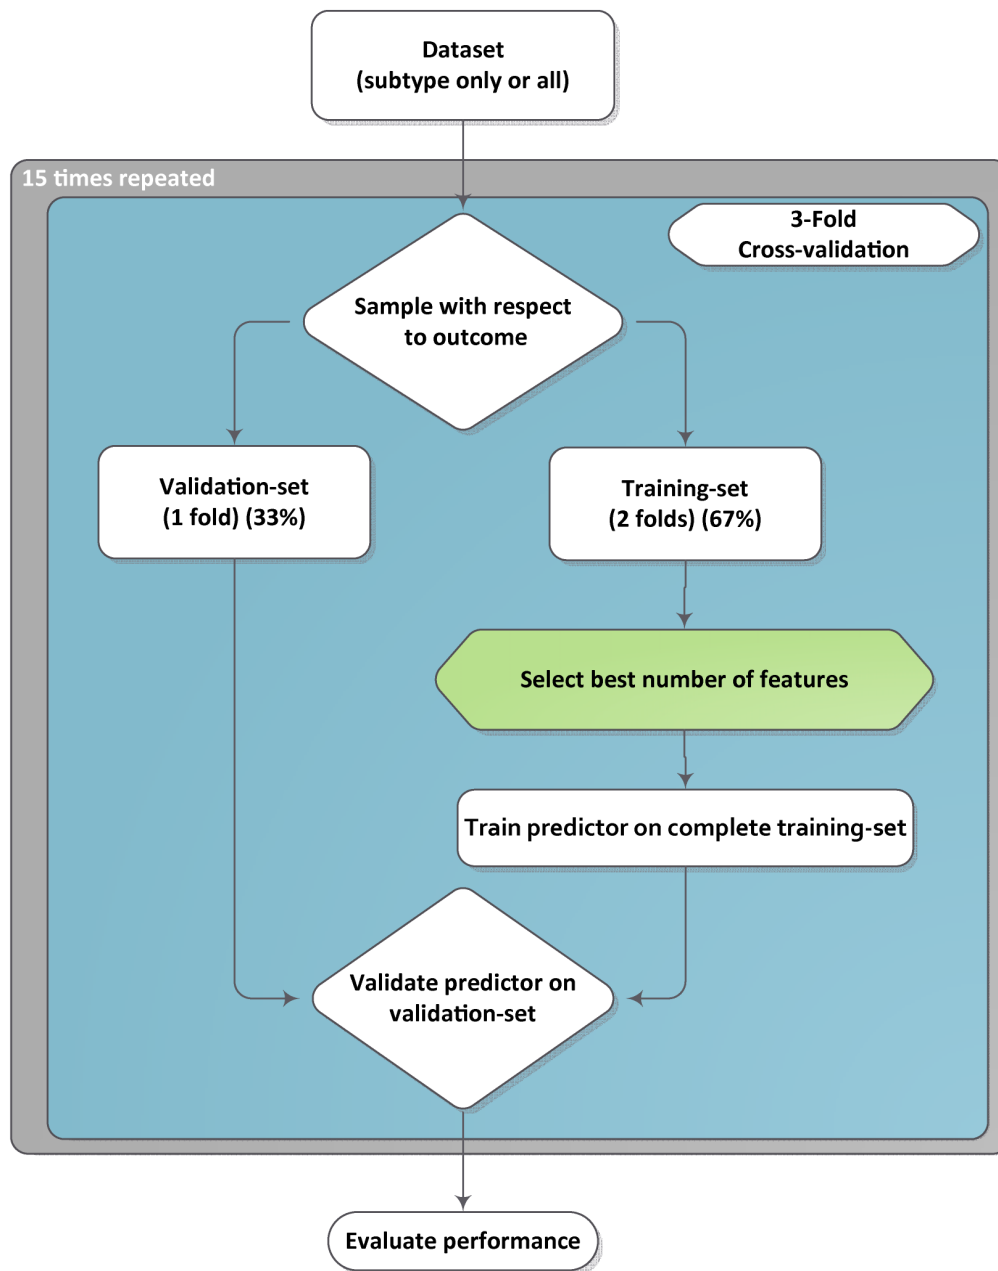 Dataset
(subtype only or all)
15 times repeated
3-Fold
Cross-validation
Sample with respect
to outcome
Validation-set
(1 fold) (33%)
Training-set
(2 folds) (67%)
Select best number of features
Train predictor on complete training-set
Validate predictor on
validation-set
Evaluate performance